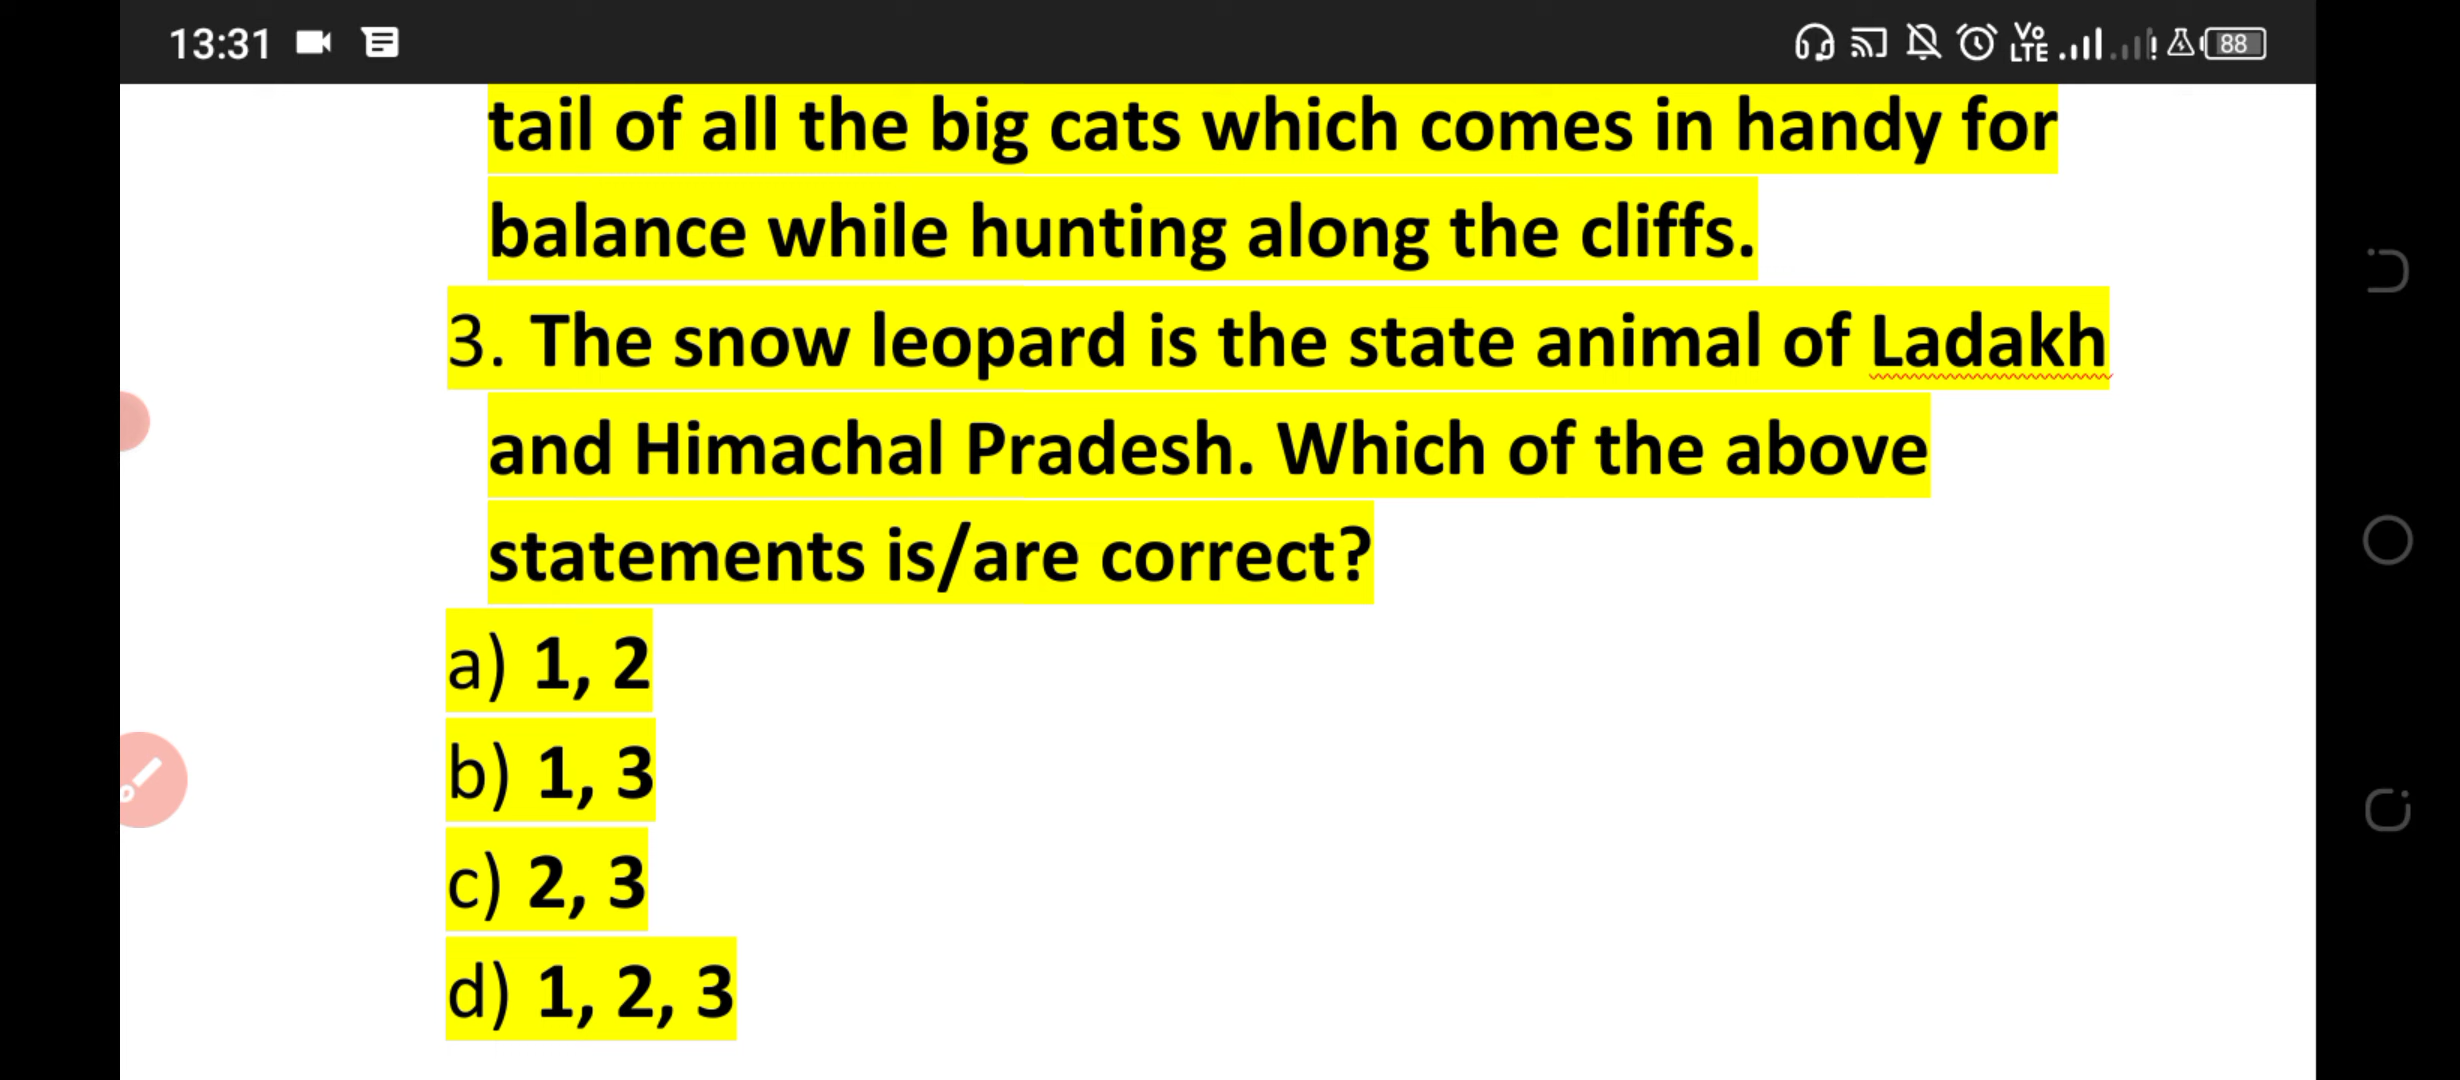 13:31 Vo LTE 88
tail of all the big cats which comes in handy for
balance while hunting along the cliffs.
3. The snow leopard is the state animal of Ladakh
and Himachal Pradesh. Which of the above
statements is/are correct?
a) 1, 2
b) 1, 3
c) 2, 3
d) 1, 2, 3